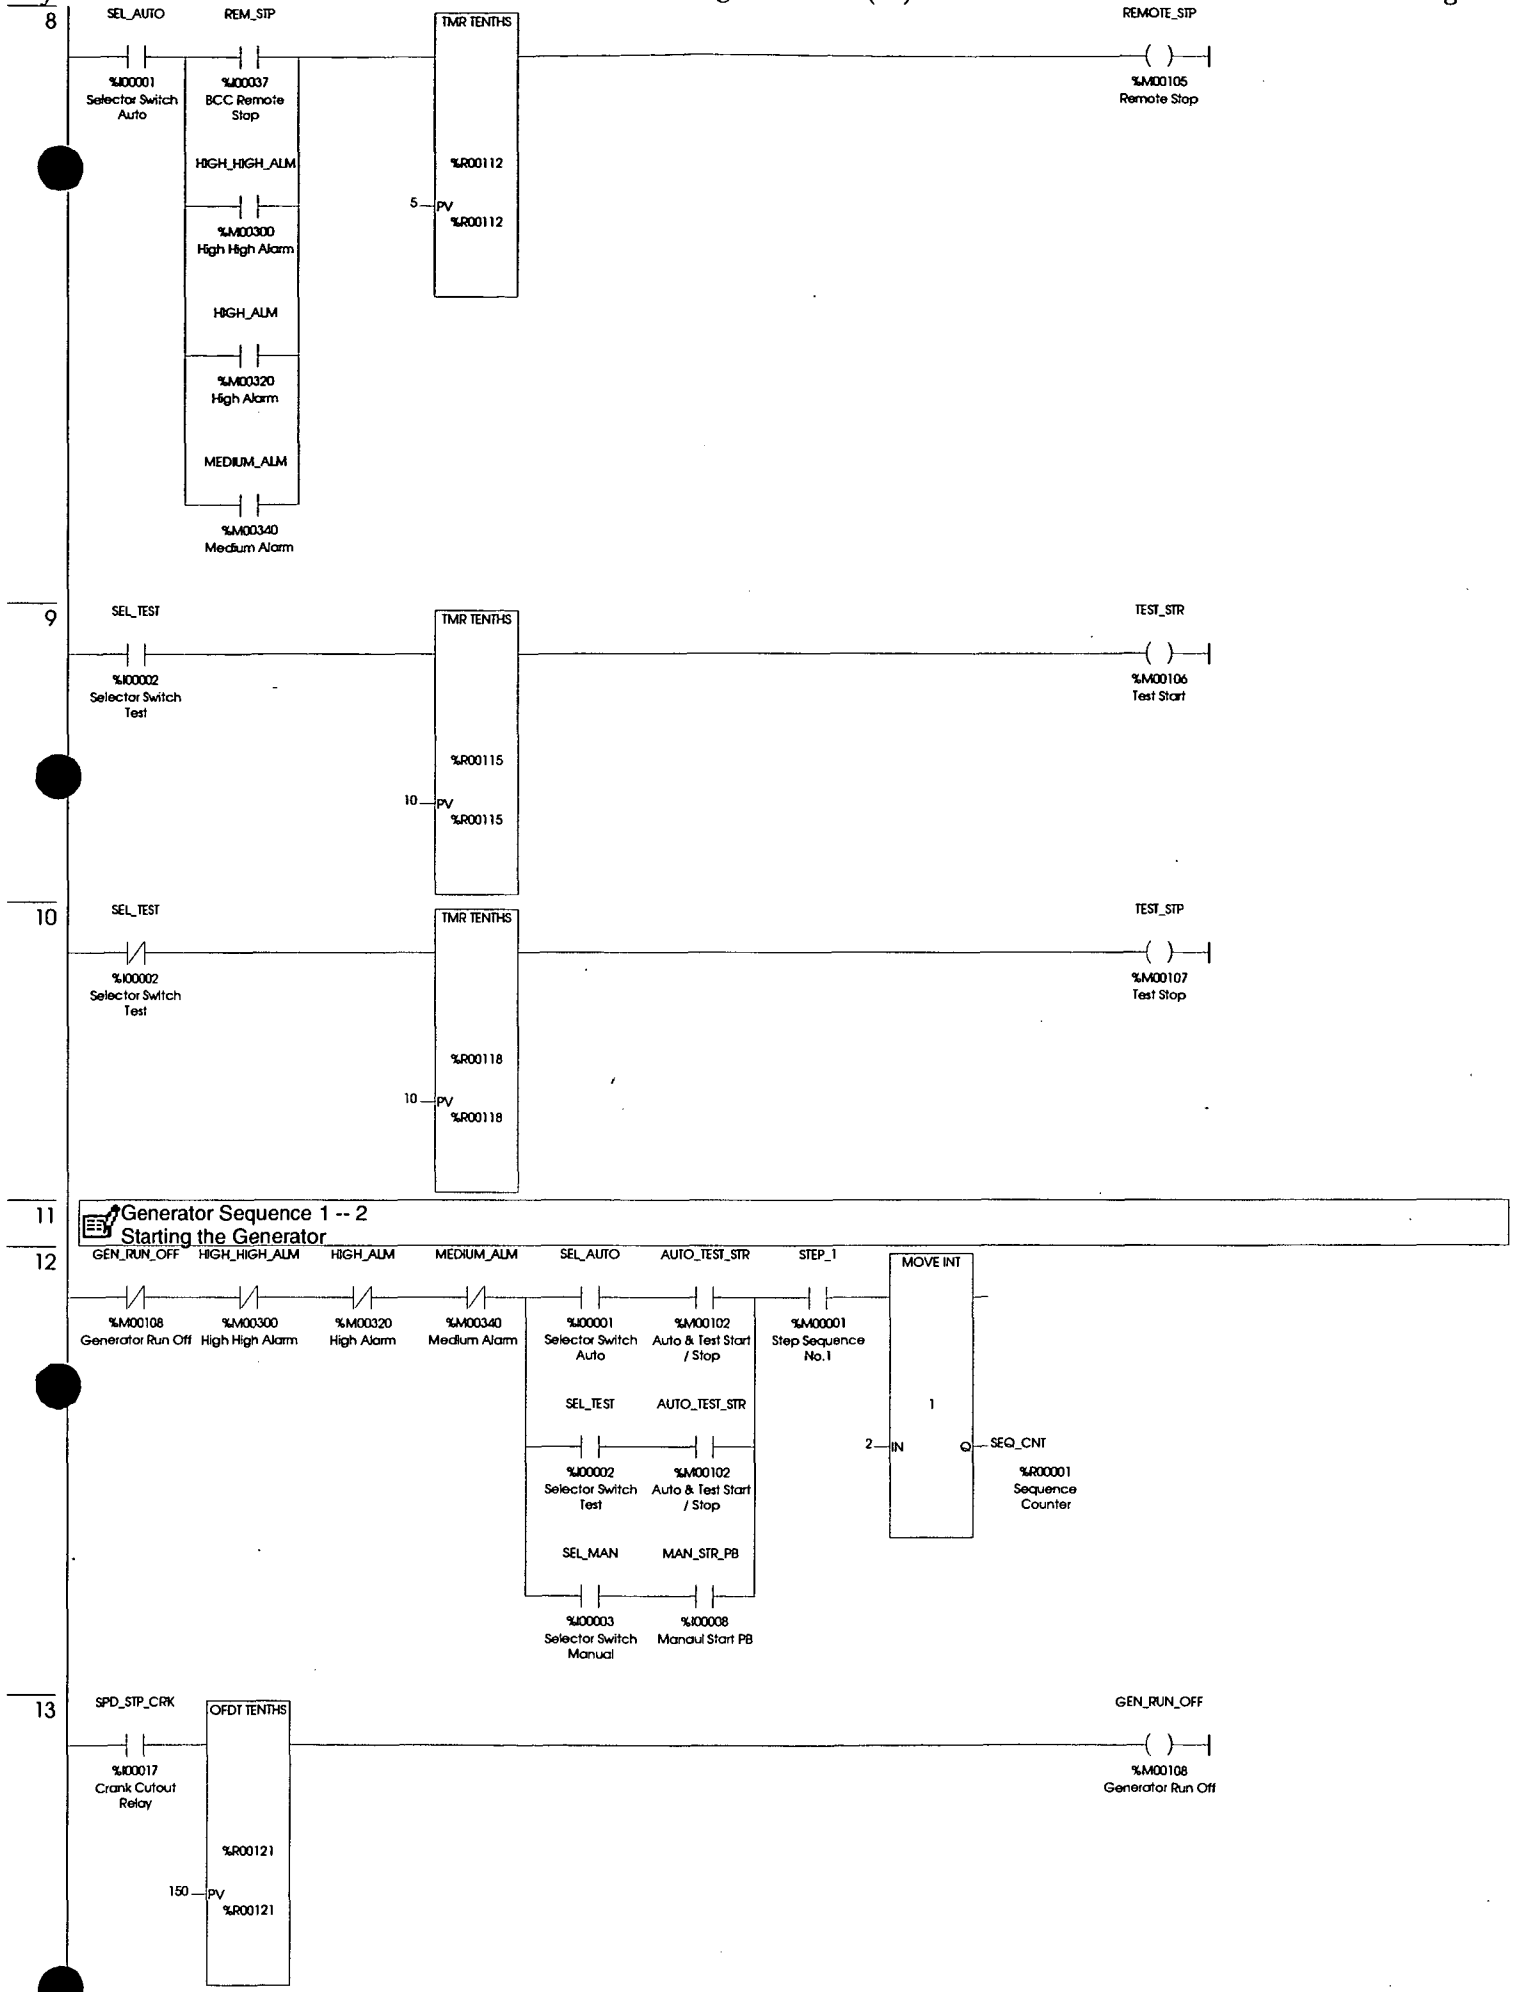 8
SEL_AUTO
REM_STP
TMR TENTHS
REMOTE_STP
%I00001
Selector Switch
Auto
%I00037
BCC Remote
Stop
%M00105
Remote Stop
HIGH_HIGH_ALM
%R00112
5
PV
%R00112
%M00300
High High Alarm
HIGH_ALM
%M00320
High Alarm
MEDIUM_ALM
%M00340
Medium Alarm
9
SEL_TEST
TMR TENTHS
TEST_STR
%I00002
Selector Switch
Test
%M00106
Test Start
%R00115
10
PV
%R00115
10
SEL_TEST
TMR TENTHS
TEST_STP
%I00002
Selector Switch
Test
%M00107
Test Stop
%R00118
10
PV
%R00118
11
Generator Sequence 1 -- 2
Starting the Generator
12
GEN_RUN_OFF
HIGH_HIGH_ALM
HIGH_ALM
MEDIUM_ALM
SEL_AUTO
AUTO_TEST_STR
STEP_1
MOVE INT
%M00108
Generator Run Off
%M00300
High High Alarm
%M00320
High Alarm
%M00340
Medium Alarm
%I00001
Selector Switch
Auto
%M00102
Auto & Test Start
/ Stop
%M00001
Step Sequence
No.1
SEL_TEST
AUTO_TEST_STR
1
2
IN
Q
SEQ_CNT
%I00002
Selector Switch
Test
%M00102
Auto & Test Start
/ Stop
%R00001
Sequence
Counter
SEL_MAN
MAN_STR_PB
%I00003
Selector Switch
Manual
%I00008
Manaul Start PB
13
SPD_STP_CRK
OFDT TENTHS
GEN_RUN_OFF
%I00017
Crank Cutout
Relay
%M00108
Generator Run Off
%R00121
150
PV
%R00121